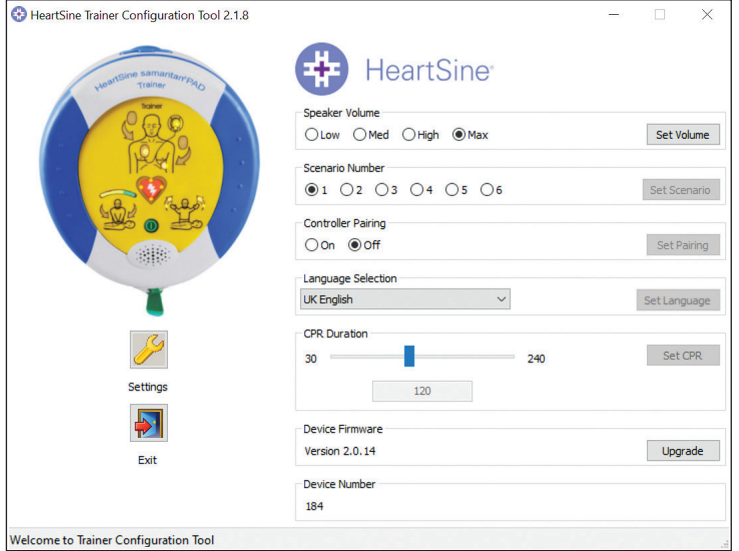 HeartSine Trainer Configuration Tool 2.1.8
HeartSine samaritan PAD
Trainer
Trainer
HeartSine®
Speaker Volume
Low Med High Max Set Volume
Scenario Number
1 2 3 4 5 6 Set Scenario
Controller Pairing
On Off Set Pairing
Language Selection
UK English Set Language
CPR Duration
30 240 Set CPR
120
Settings
Exit
Device Firmware
Version 2.0.14 Upgrade
Device Number
184
Welcome to Trainer Configuration Tool